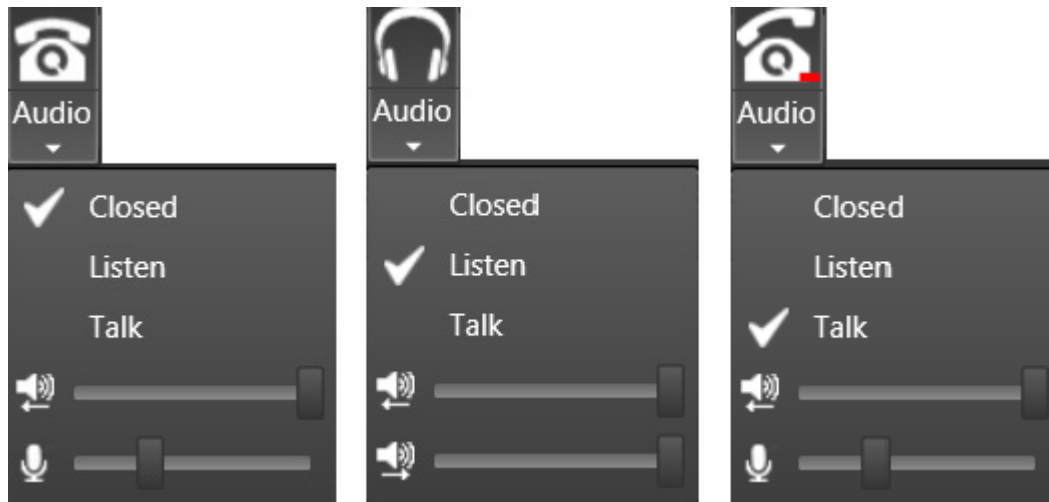 Audio
Closed
Listen
Talk
Audio
Closed
Listen
Talk
Audio
Closed
Listen
Talk